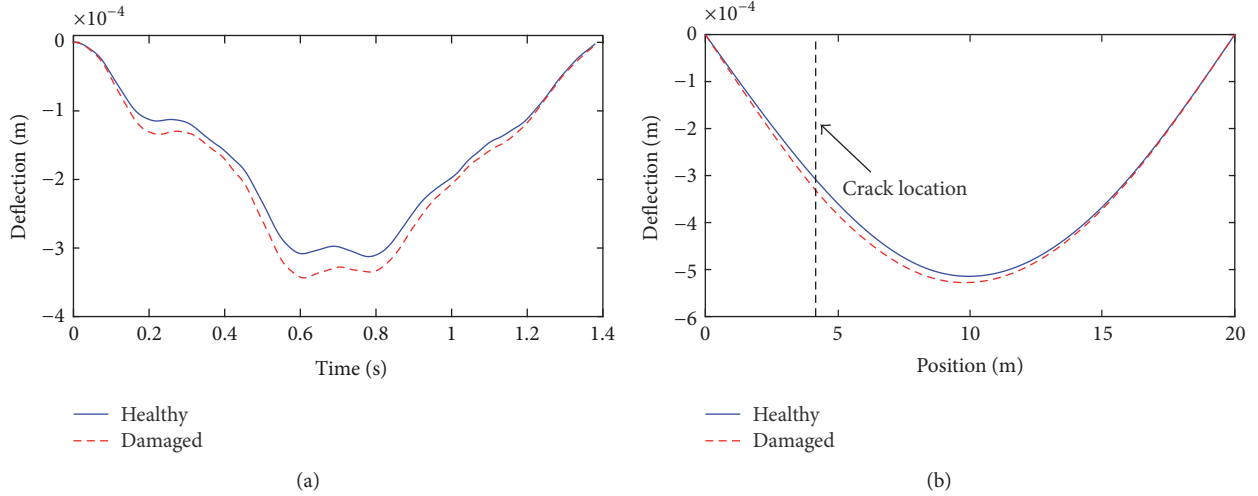 ×10⁻⁴
0
−1
−2
−3
−4
Deflection (m)
0 0.2 0.4 0.6 0.8 1 1.2 1.4
Time (s)
Healthy
Damaged
(a)
×10⁻⁴
0
−1
−2
−3
−4
−5
−6
Deflection (m)
Crack location
0 5 10 15 20
Position (m)
Healthy
Damaged
(b)